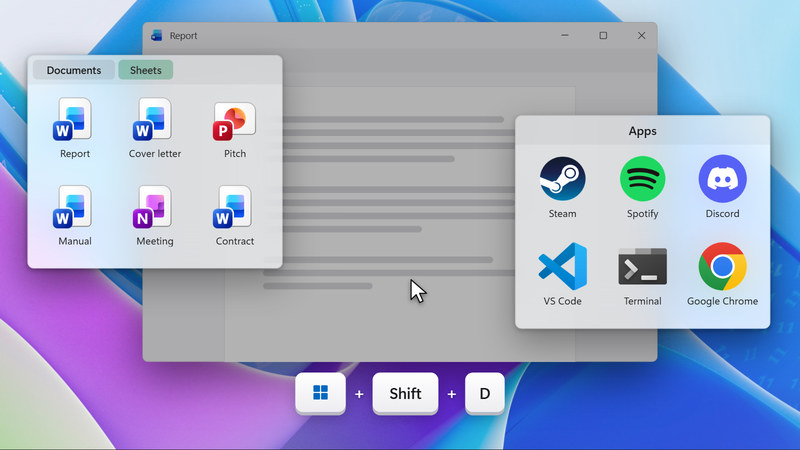 Report
Documents Sheets
Report Cover letter Pitch
Manual Meeting Contract
Apps
Steam Spotify Discord
VS Code Terminal Google Chrome
+ Shift + D